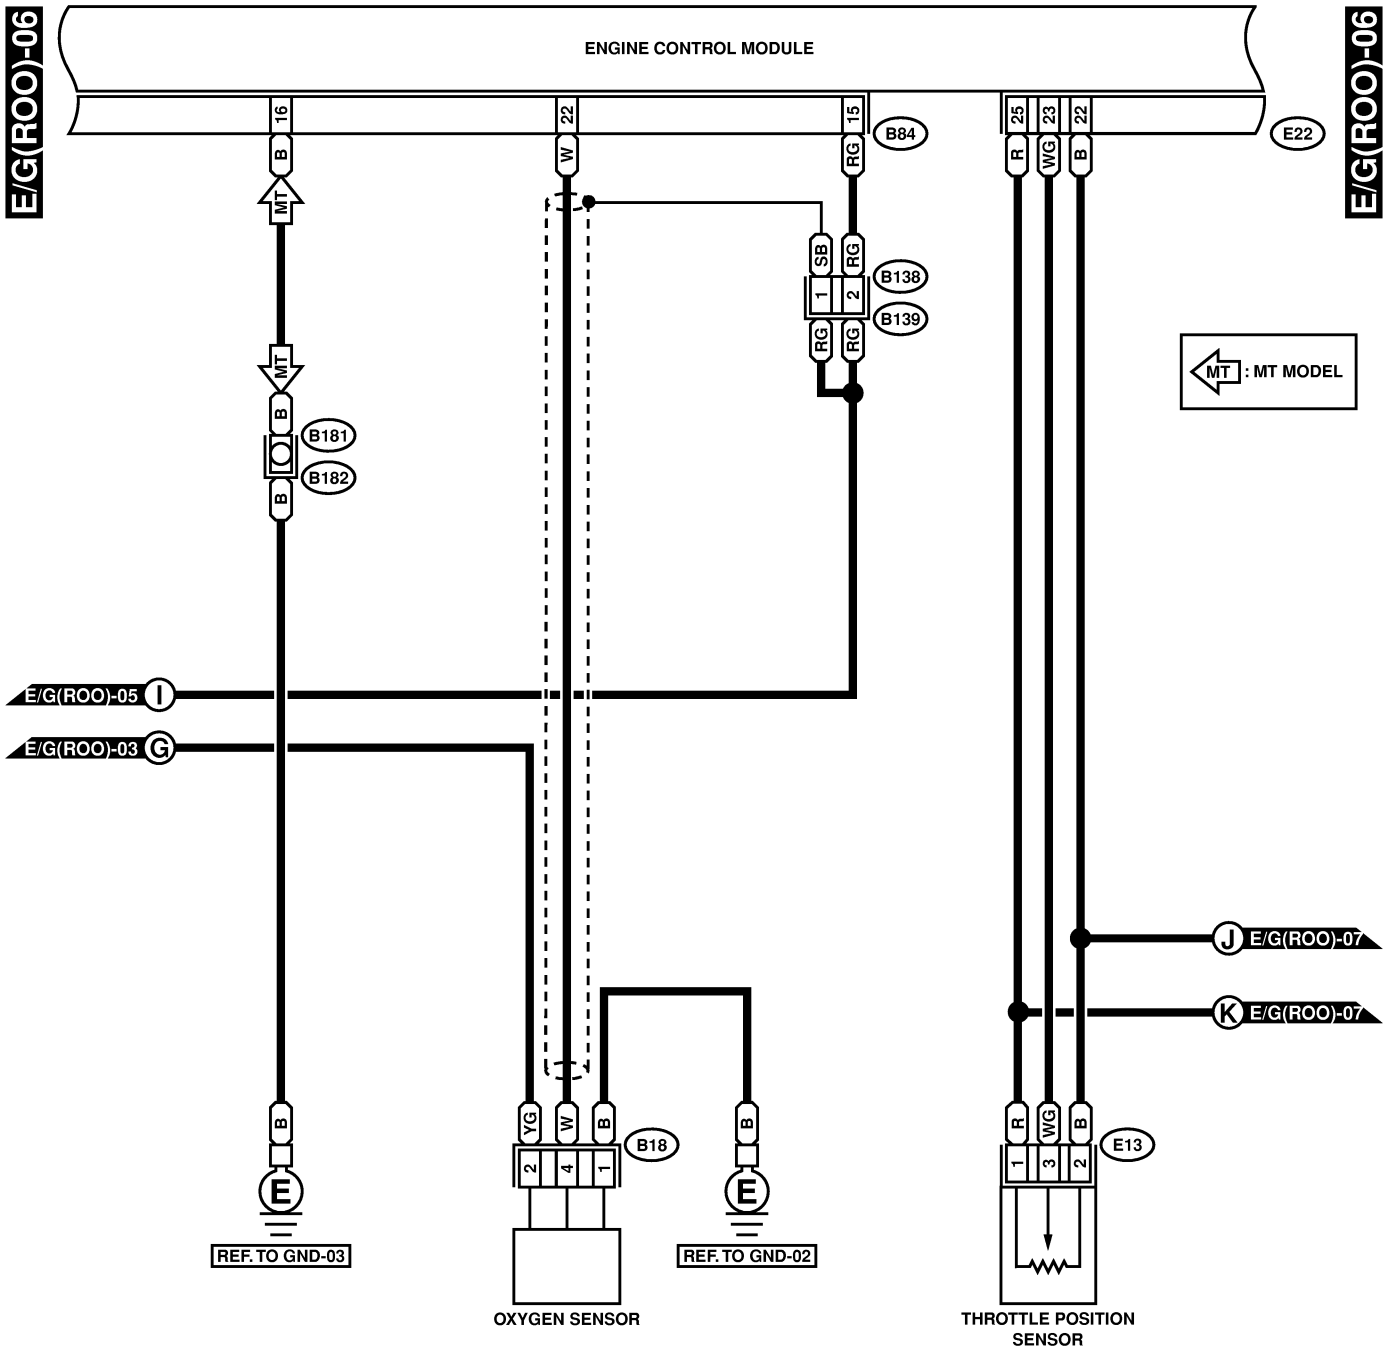 E/G(ROO)-06
E/G(ROO)-06
ENGINE CONTROL MODULE
16
22
15
25
23
22
B84
E22
B
W
RG
R
WG
B
MT
SB
RG
B138
1
2
B139
RG
RG
MT
MT : MT MODEL
B
B181
B182
B
E/G(ROO)-05 I
E/G(ROO)-03 G
J E/G(ROO)-07
K E/G(ROO)-07
B
YG
W
B
B
R
WG
B
B18
E13
2
4
1
1
3
2
E
E
REF. TO GND-03
REF. TO GND-02
OXYGEN SENSOR
THROTTLE POSITION
SENSOR